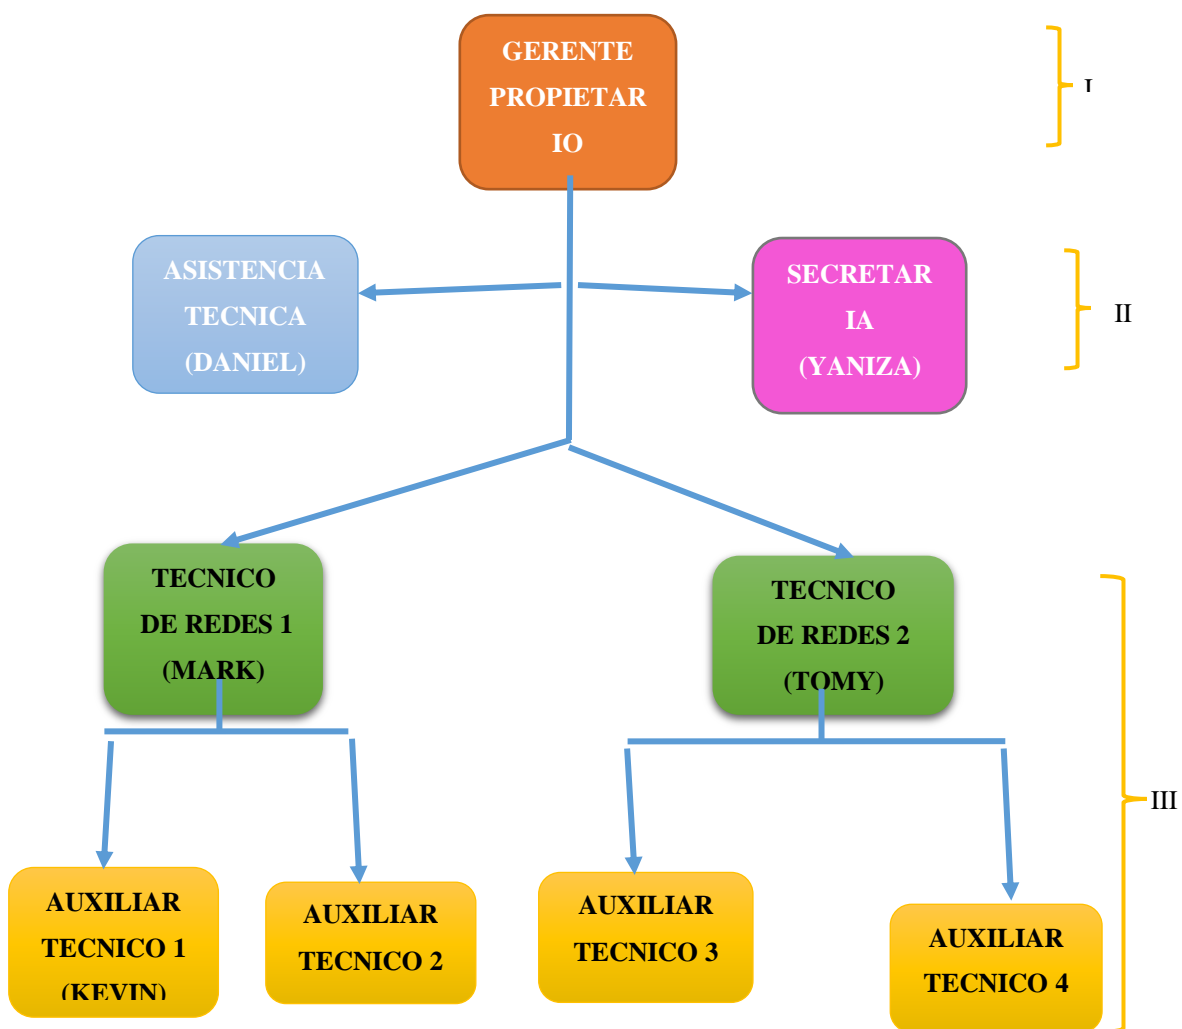 GERENTE
PROPIETAR
IO
I
ASISTENCIA
TECNICA
(DANIEL)
SECRETAR
IA
(YANIZA)
II
TECNICO
DE REDES 1
(MARK)
TECNICO
DE REDES 2
(TOMY)
III
AUXILIAR
TECNICO 1
(KEVIN)
AUXILIAR
TECNICO 2
AUXILIAR
TECNICO 3
AUXILIAR
TECNICO 4